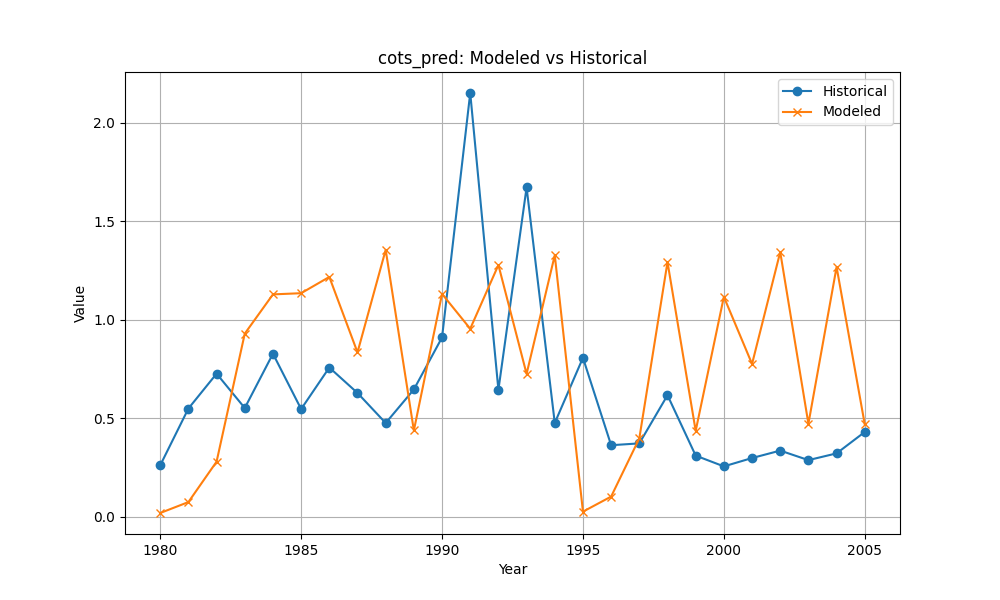 cots_pred: Modeled vs Historical
Historical
Modeled
Value
2.0
1.5
1.0
0.5
0.0
1980 1985 1990 1995 2000 2005
Year